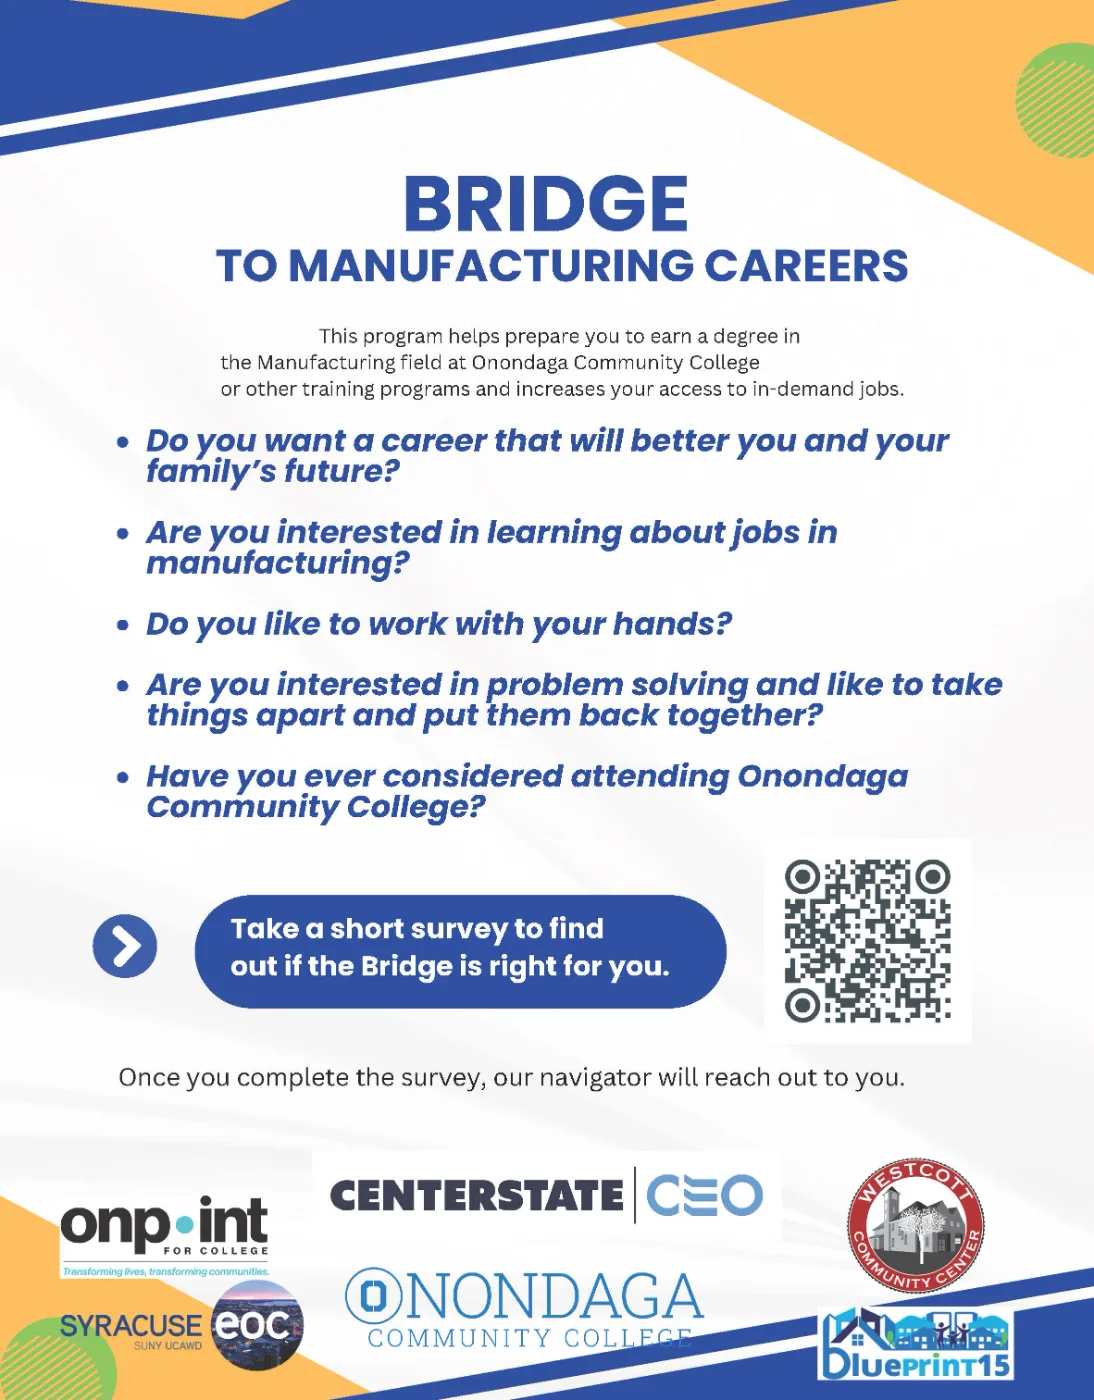 BRIDGE
TO MANUFACTURING CAREERS
This program helps prepare you to earn a degree in
the Manufacturing field at Onondaga Community College
or other training programs and increases your access to in-demand jobs.
• Do you want a career that will better you and your
family’s future?
• Are you interested in learning about jobs in
manufacturing?
• Do you like to work with your hands?
• Are you interested in problem solving and like to take
things apart and put them back together?
• Have you ever considered attending Onondaga
Community College?
Take a short survey to find
out if the Bridge is right for you.
Once you complete the survey, our navigator will reach out to you.
onpoint
FOR COLLEGE
Transforming lives, transforming communities.
CENTERSTATE CEO
WESTCOTT
COMMUNITY CENTER
SYRACUSE eoc
SUNY UCAWD
ONONDAGA
COMMUNITY COLLEGE
BluePrint15